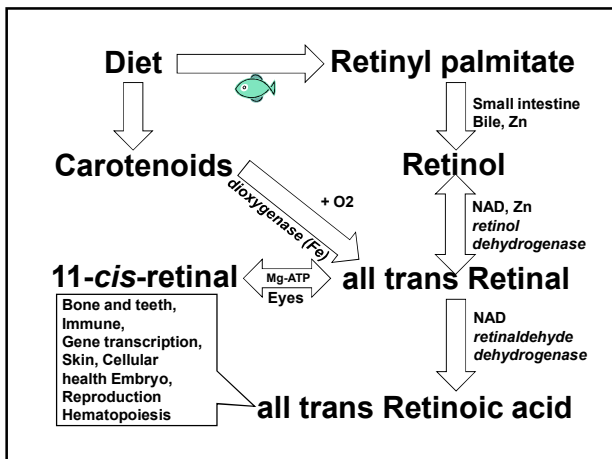 Diet
Retinyl palmitate
Small intestine
Bile, Zn
Carotenoids
Retinol
dioxygenase (Fe)
+ O2
NAD, Zn
retinol
dehydrogenase
11-cis-retinal
Mg-ATP
Eyes
all trans Retinal
Bone and teeth,
Immune,
Gene transcription,
Skin, Cellular
health Embryo,
Reproduction
Hematopoiesis
NAD
retinaldehyde
dehydrogenase
all trans Retinoic acid